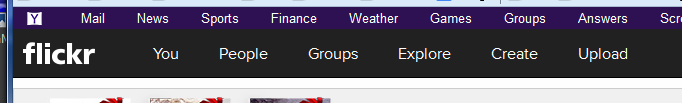 Y Mail News Sports Finance Weather Games Groups Answers
flickr You People Groups Explore Create Upload